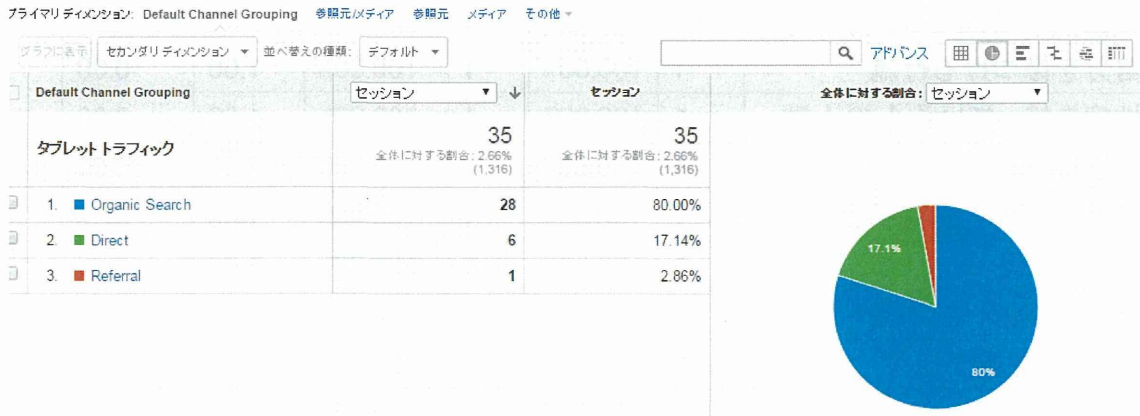 プライマリ ディメンション: Default Channel Grouping 参照元/メディア 参照元 メディア その他
グラフに表示 セカンダリ ディメンション 並べ替えの種類: デフォルト アドバンス
Default Channel Grouping セッション セッション 全体に対する割合: セッション
タブレット トラフィック 35 35
全体に対する割合: 2.66% 全体に対する割合: 2.66%
(1,316) (1,316)
1. Organic Search 28 80.00%
2. Direct 6 17.14%
3. Referral 1 2.86%
17.1%
80%